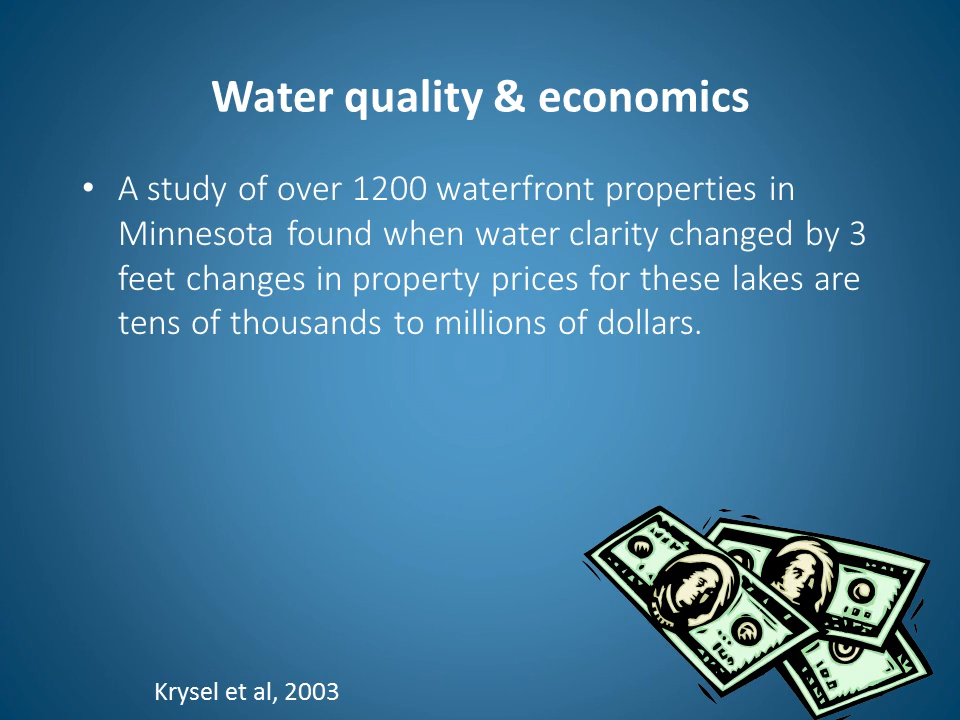 Water quality & economics
• A study of over 1200 waterfront properties in
Minnesota found when water clarity changed by 3
feet changes in property prices for these lakes are
tens of thousands to millions of dollars.
100
100
Krysel et al, 2003